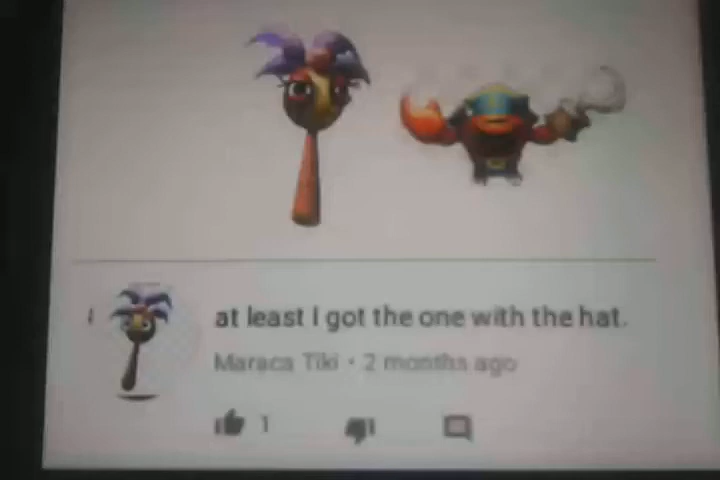 at least I got the one with the hat.
Maraca Tiki • 2 months ago
1